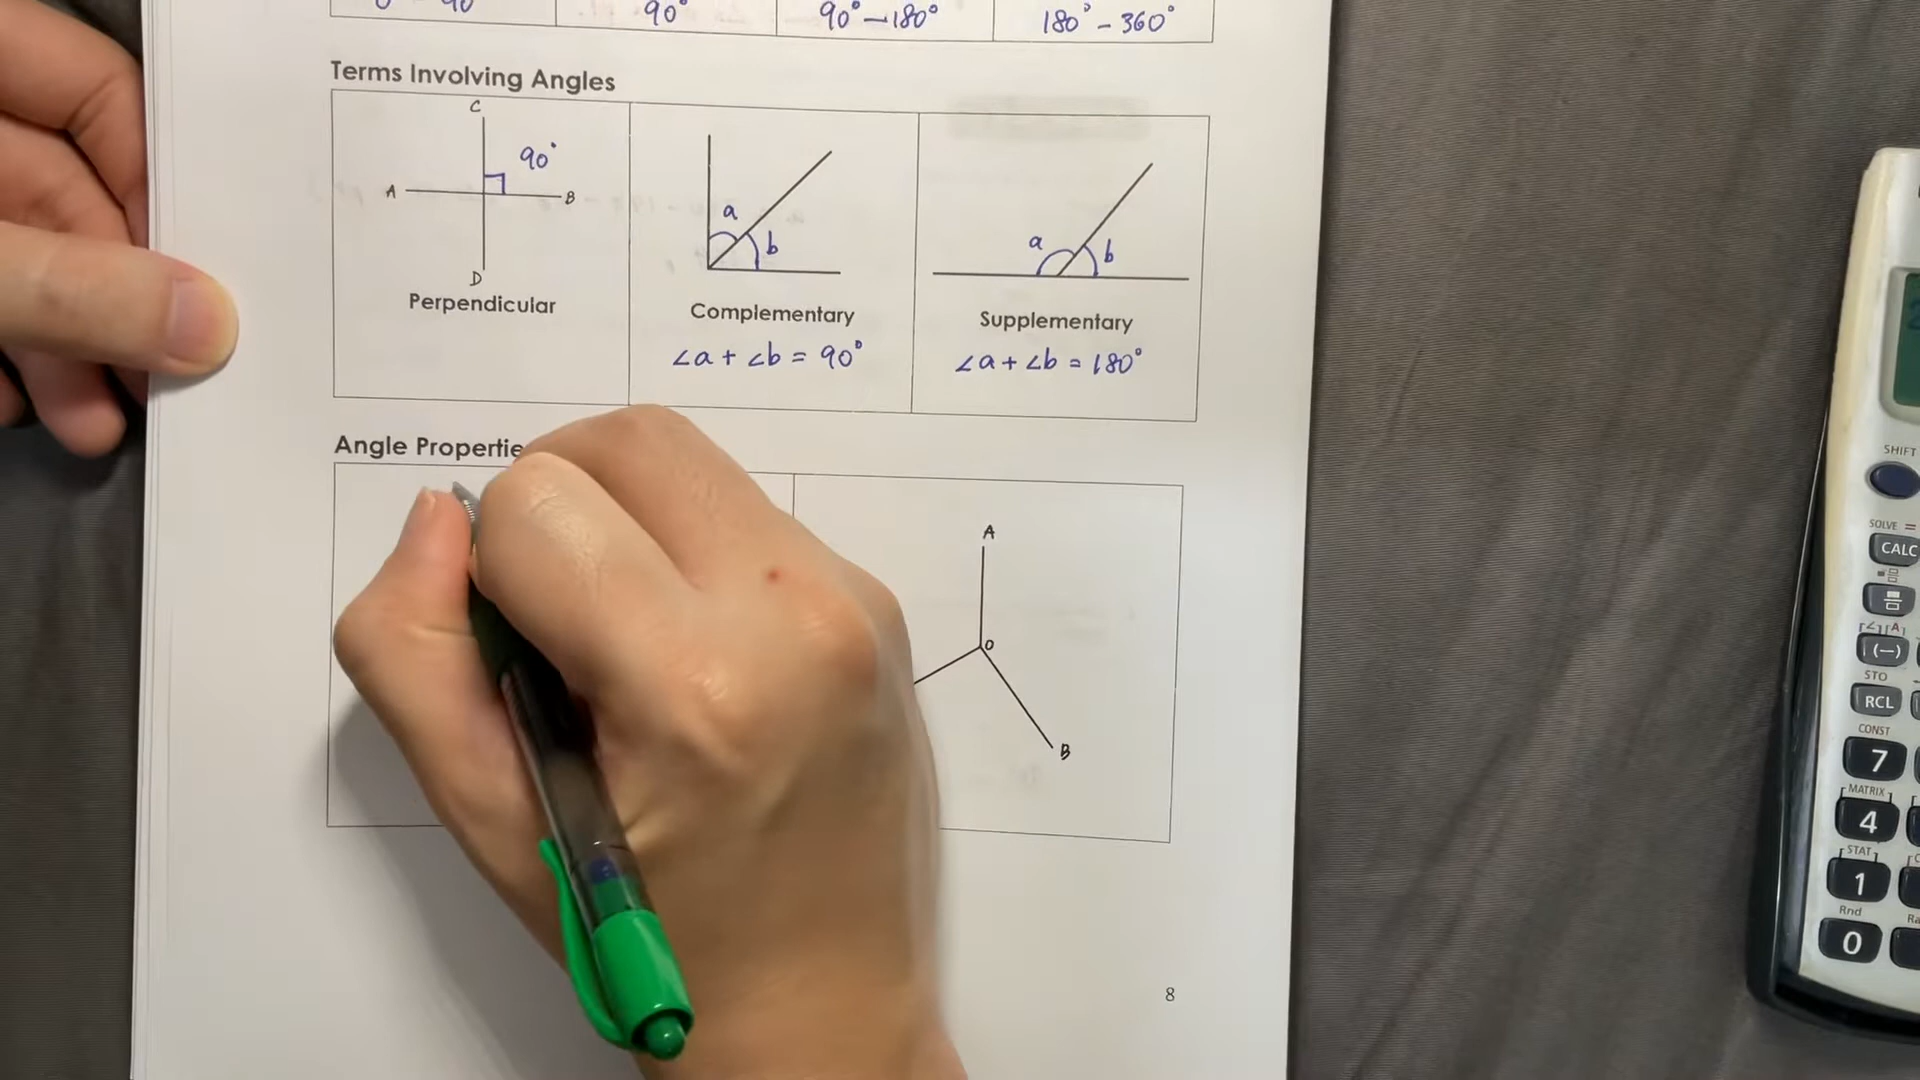 90°
90° – 180°
180° – 360°
Terms Involving Angles
C
90°
A
B
D
Perpendicular
a
b
Complementary
∠a + ∠b = 90°
a
b
Supplementary
∠a + ∠b = 180°
Angle
A
O
B
8
SHIFT
SOLVE =
CALC
[∠] [A]
(—)
STO
RCL
CONST
7
MATRIX
4
STAT
1
Rnd
0